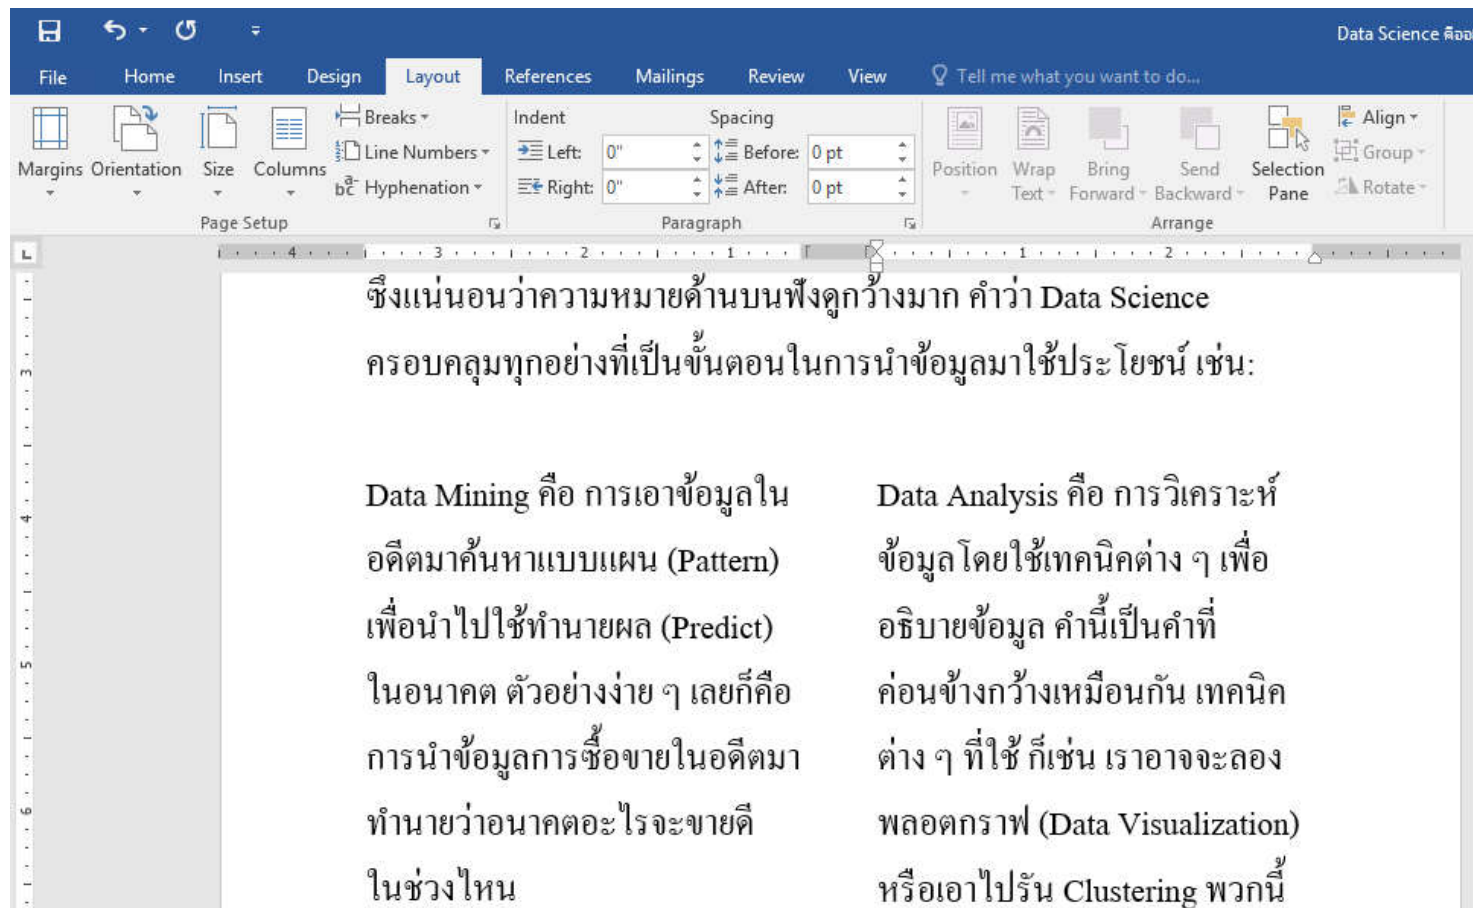 Data Science คืออ
File Home Insert Design Layout References Mailings Review View Tell me what you want to do...
Margins Orientation Size Columns
Breaks
Line Numbers
Hyphenation
Page Setup
Indent Spacing
Left: 0" Before: 0 pt
Right: 0" After: 0 pt
Paragraph
Position Wrap Text Bring Forward Send Backward Selection Pane
Align
Group
Rotate
Arrange
4 3 2 1 1 2
3
4
5
6
ซึ่งแน่นอนว่าความหมายด้านบนฟังดูกว้างมาก คำว่า Data Science
ครอบคลุมทุกอย่างที่เป็นขั้นตอนในการนำข้อมูลมาใช้ประโยชน์ เช่น:
Data Mining คือ การเอาข้อมูลใน
อดีตมาค้นหาแบบแผน (Pattern)
เพื่อนำไปใช้ทำนายผล (Predict)
ในอนาคต ตัวอย่างง่าย ๆ เลยก็คือ
การนำข้อมูลการซื้อขายในอดีตมา
ทำนายว่าอนาคตอะไรจะขายดี
ในช่วงไหน
Data Analysis คือ การวิเคราะห์
ข้อมูลโดยใช้เทคนิคต่าง ๆ เพื่อ
อธิบายข้อมูล คำนี้เป็นคำที่
ค่อนข้างกว้างเหมือนกัน เทคนิค
ต่าง ๆ ที่ใช้ ก็เช่น เราอาจจะลอง
พลอตกราฟ (Data Visualization)
หรือเอาไปรัน Clustering พวกนี้